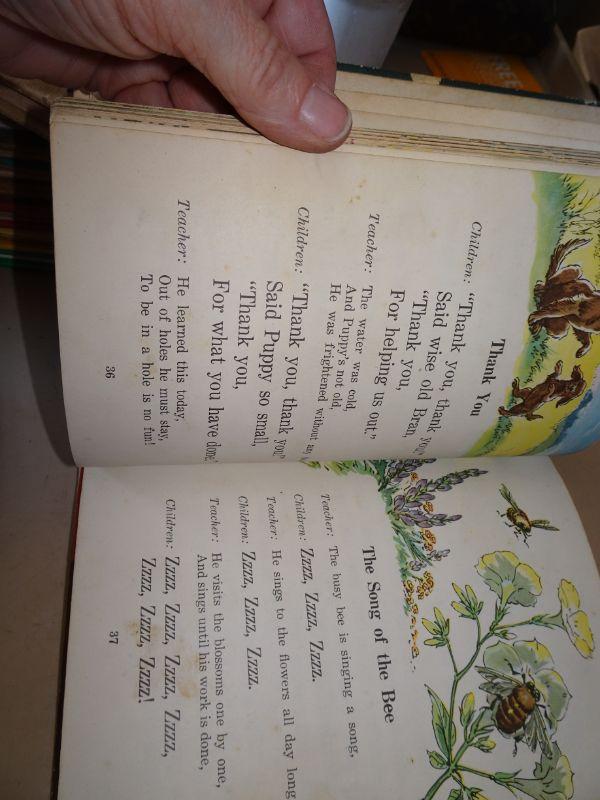 Thank You
Children: "Thank you, thank you,"
Said wise old Bran,
"Thank you,
For helping us out."
Teacher: The water was cold,
And Puppy's not old,
He was frightened without any
Children: "Thank you, thank you"
Said Puppy so small,
"Thank you,
For what you have done
Teacher: He learned this today,
Out of holes he must stay,
To be in a hole is no fun!
36
The Song of the Bee
Teacher: The busy bee is singing a song,
Children: Zzzz, Zzzz, Zzzz.
Teacher: He sings to the flowers all day long
Children: Zzzz, Zzzz, Zzzz.
Teacher: He visits the blossoms one by one,
And sings until his work is done,
Children: Zzzz, Zzzz, Zzzz, Zzzz,
Zzzz, Zzzz, Zzzz!
37
FREE